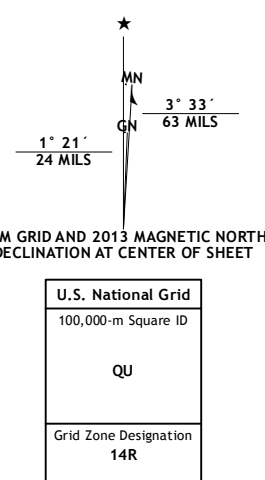 ★
MN
3° 33´
63 MILS
GN
1° 21´
24 MILS
M GRID AND 2013 MAGNETIC NORTH
DECLINATION AT CENTER OF SHEET
U.S. National Grid
100,000-m Square ID
QU
Grid Zone Designation
14R